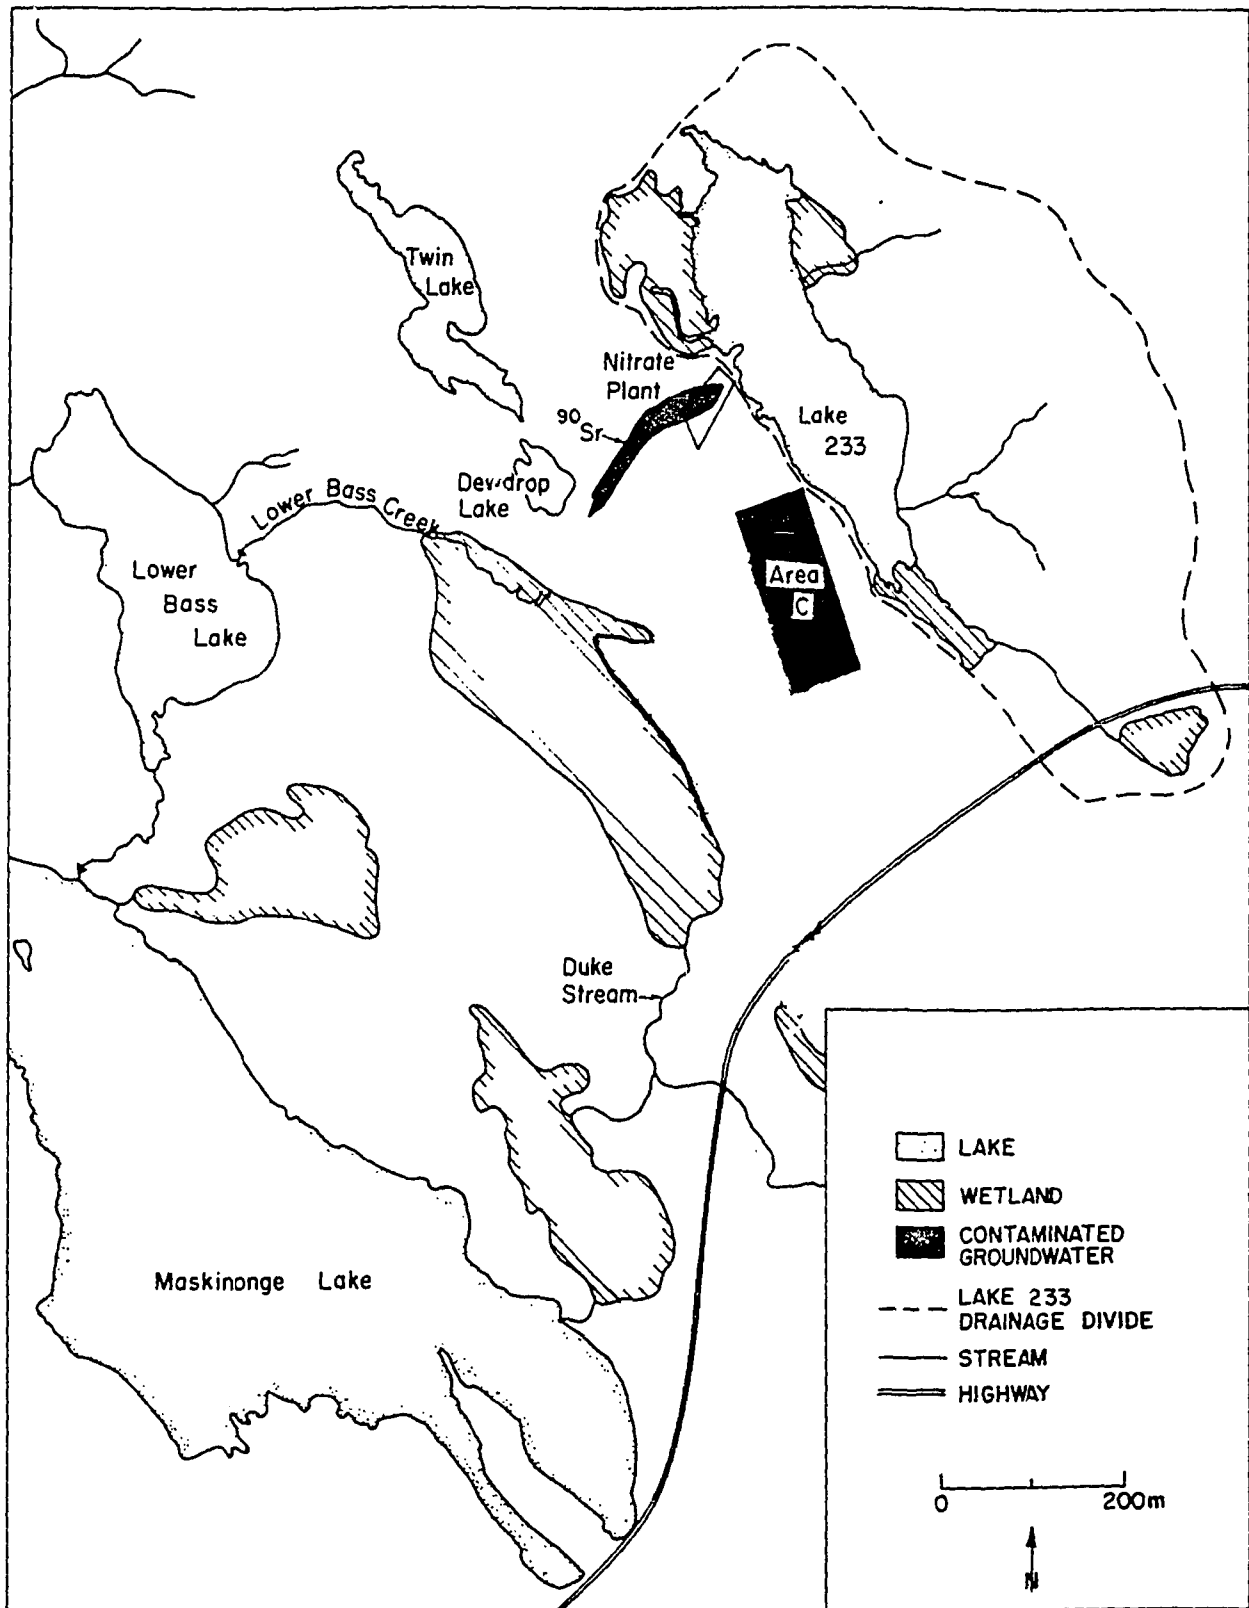 Twin
Lake
Nitrate
Plant
90Sr
Lake
233
Dewdrop
Lake
Lower Bass Creek
Area
C
Lower
Bass
Lake
Duke
Stream
Maskinonge Lake
LAKE
WETLAND
CONTAMINATED
GROUNDWATER
LAKE 233
DRAINAGE DIVIDE
STREAM
HIGHWAY
0 200m
N